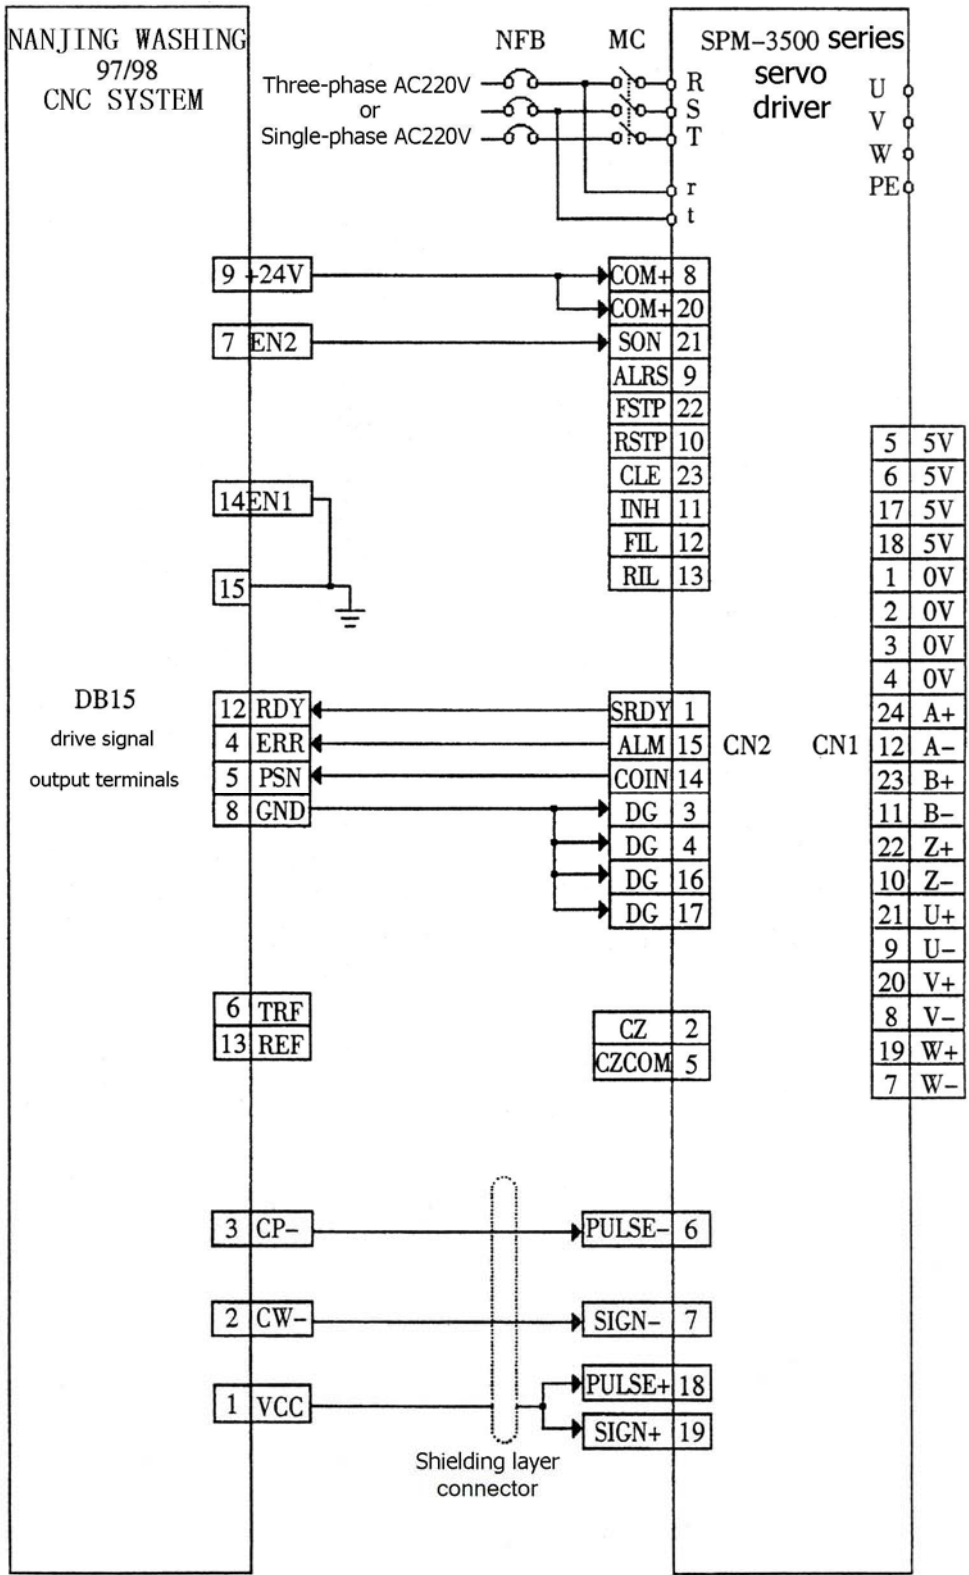 NANJING WASHING
97/98
CNC SYSTEM
NFB MC
SPM-3500 series
servo
driver
Three-phase AC220V
or
Single-phase AC220V
R
S
T
r
t
U
V
W
PE
9 +24V
7 EN2
14 EN1
15
DB15
drive signal
output terminals
12 RDY
4 ERR
5 PSN
8 GND
6 TRF
13 REF
3 CP-
2 CW-
1 VCC
COM+ 8
COM+ 20
SON 21
ALRS 9
FSTP 22
RSTP 10
CLE 23
INH 11
FIL 12
RIL 13
SRDY 1
ALM 15
COIN 14
DG 3
DG 4
DG 16
DG 17
CN2 CN1
CZ 2
CZCOM 5
PULSE- 6
SIGN- 7
PULSE+ 18
SIGN+ 19
5 5V
6 5V
17 5V
18 5V
1 0V
2 0V
3 0V
4 0V
24 A+
12 A-
23 B+
11 B-
22 Z+
10 Z-
21 U+
9 U-
20 V+
8 V-
19 W+
7 W-
Shielding layer
connector